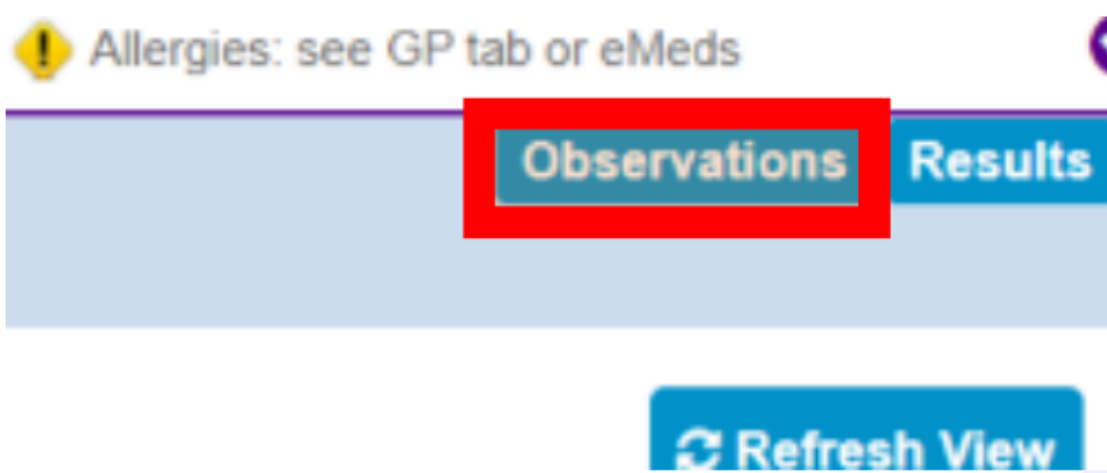 Allergies: see GP tab or eMeds
Observations Results
Refresh View